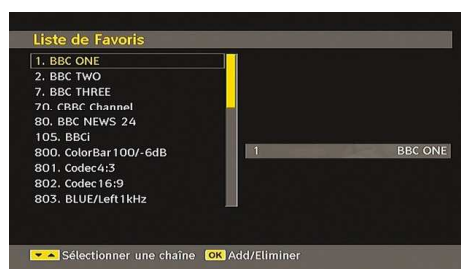 Liste de Favoris
1. BBC ONE
2. BBC TWO
7. BBC THREE
70. CBBC Channel
80. BBC NEWS 24
105. BBCi
800. ColorBar100/-6dB
801. Codec4:3
802. Codec16:9
803. BLUE/Left1kHz
1 BBC ONE
Sélectionner une chaîne OK Add/Eliminer